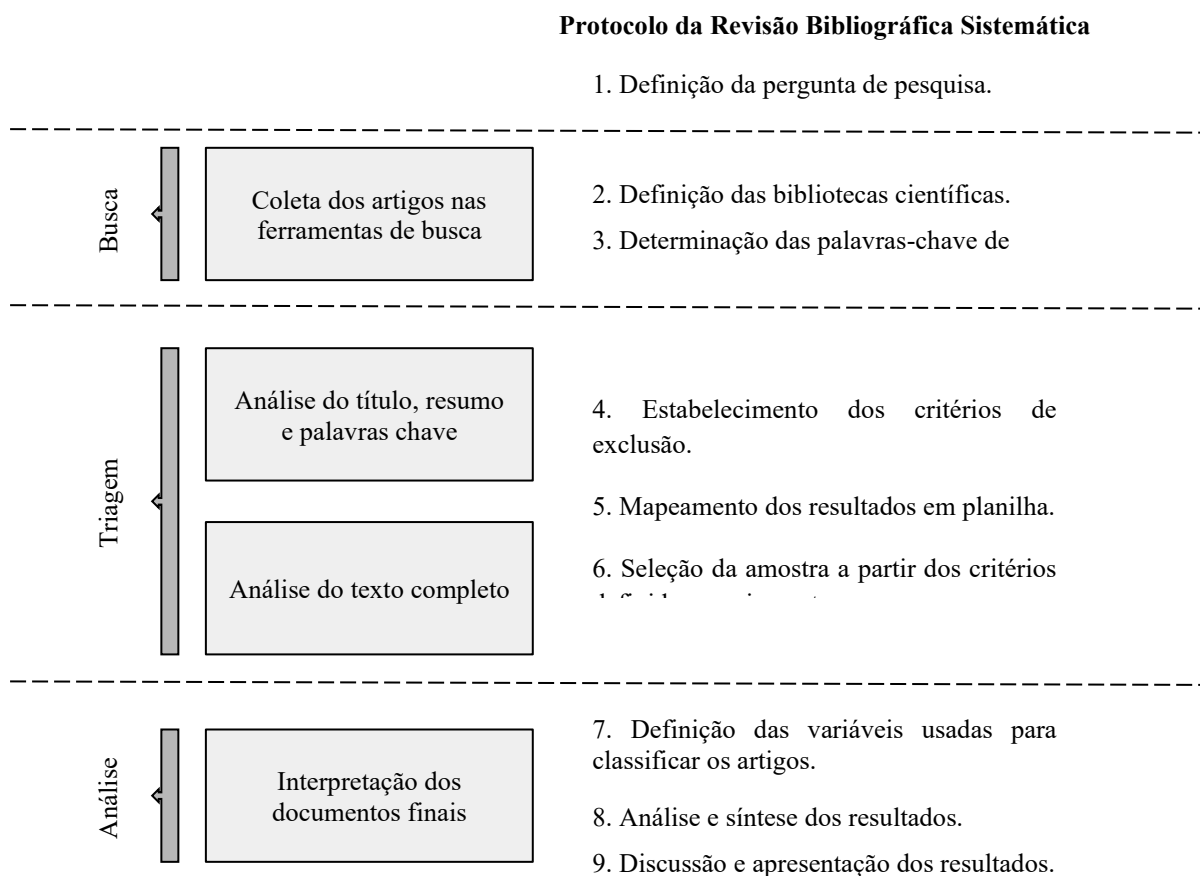 Protocolo da Revisão Bibliográfica Sistemática
1. Definição da pergunta de pesquisa.
Busca
Coleta dos artigos nas
ferramentas de busca
2. Definição das bibliotecas científicas.
3. Determinação das palavras-chave de
Triagem
Análise do título, resumo
e palavras chave
Análise do texto completo
4. Estabelecimento dos critérios de
exclusão.
5. Mapeamento dos resultados em planilha.
6. Seleção da amostra a partir dos critérios
Análise
Interpretação dos
documentos finais
7. Definição das variáveis usadas para
classificar os artigos.
8. Análise e síntese dos resultados.
9. Discussão e apresentação dos resultados.